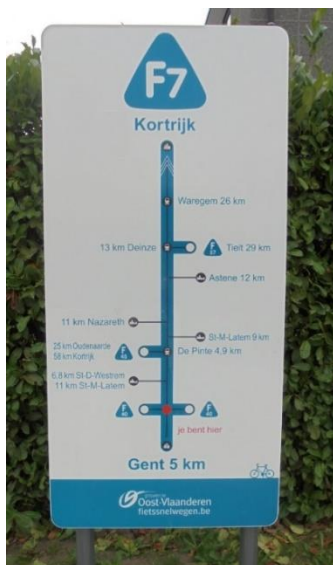 F7
Kortrijk
Waregem 26 km
13 km Deinze
Tielt 29 km
Astene 12 km
11 km Nazareth
St-M-Latem 9 km
25 km Oudenaarde
56 km Kortrijk
De Pinte 4,9 km
6,8 km St-D-Westrem
11 km St-M-Latem
F
F
je bent hier
Gent 5 km
provincie
Oost-Vlaanderen
fietssnelwegen.be